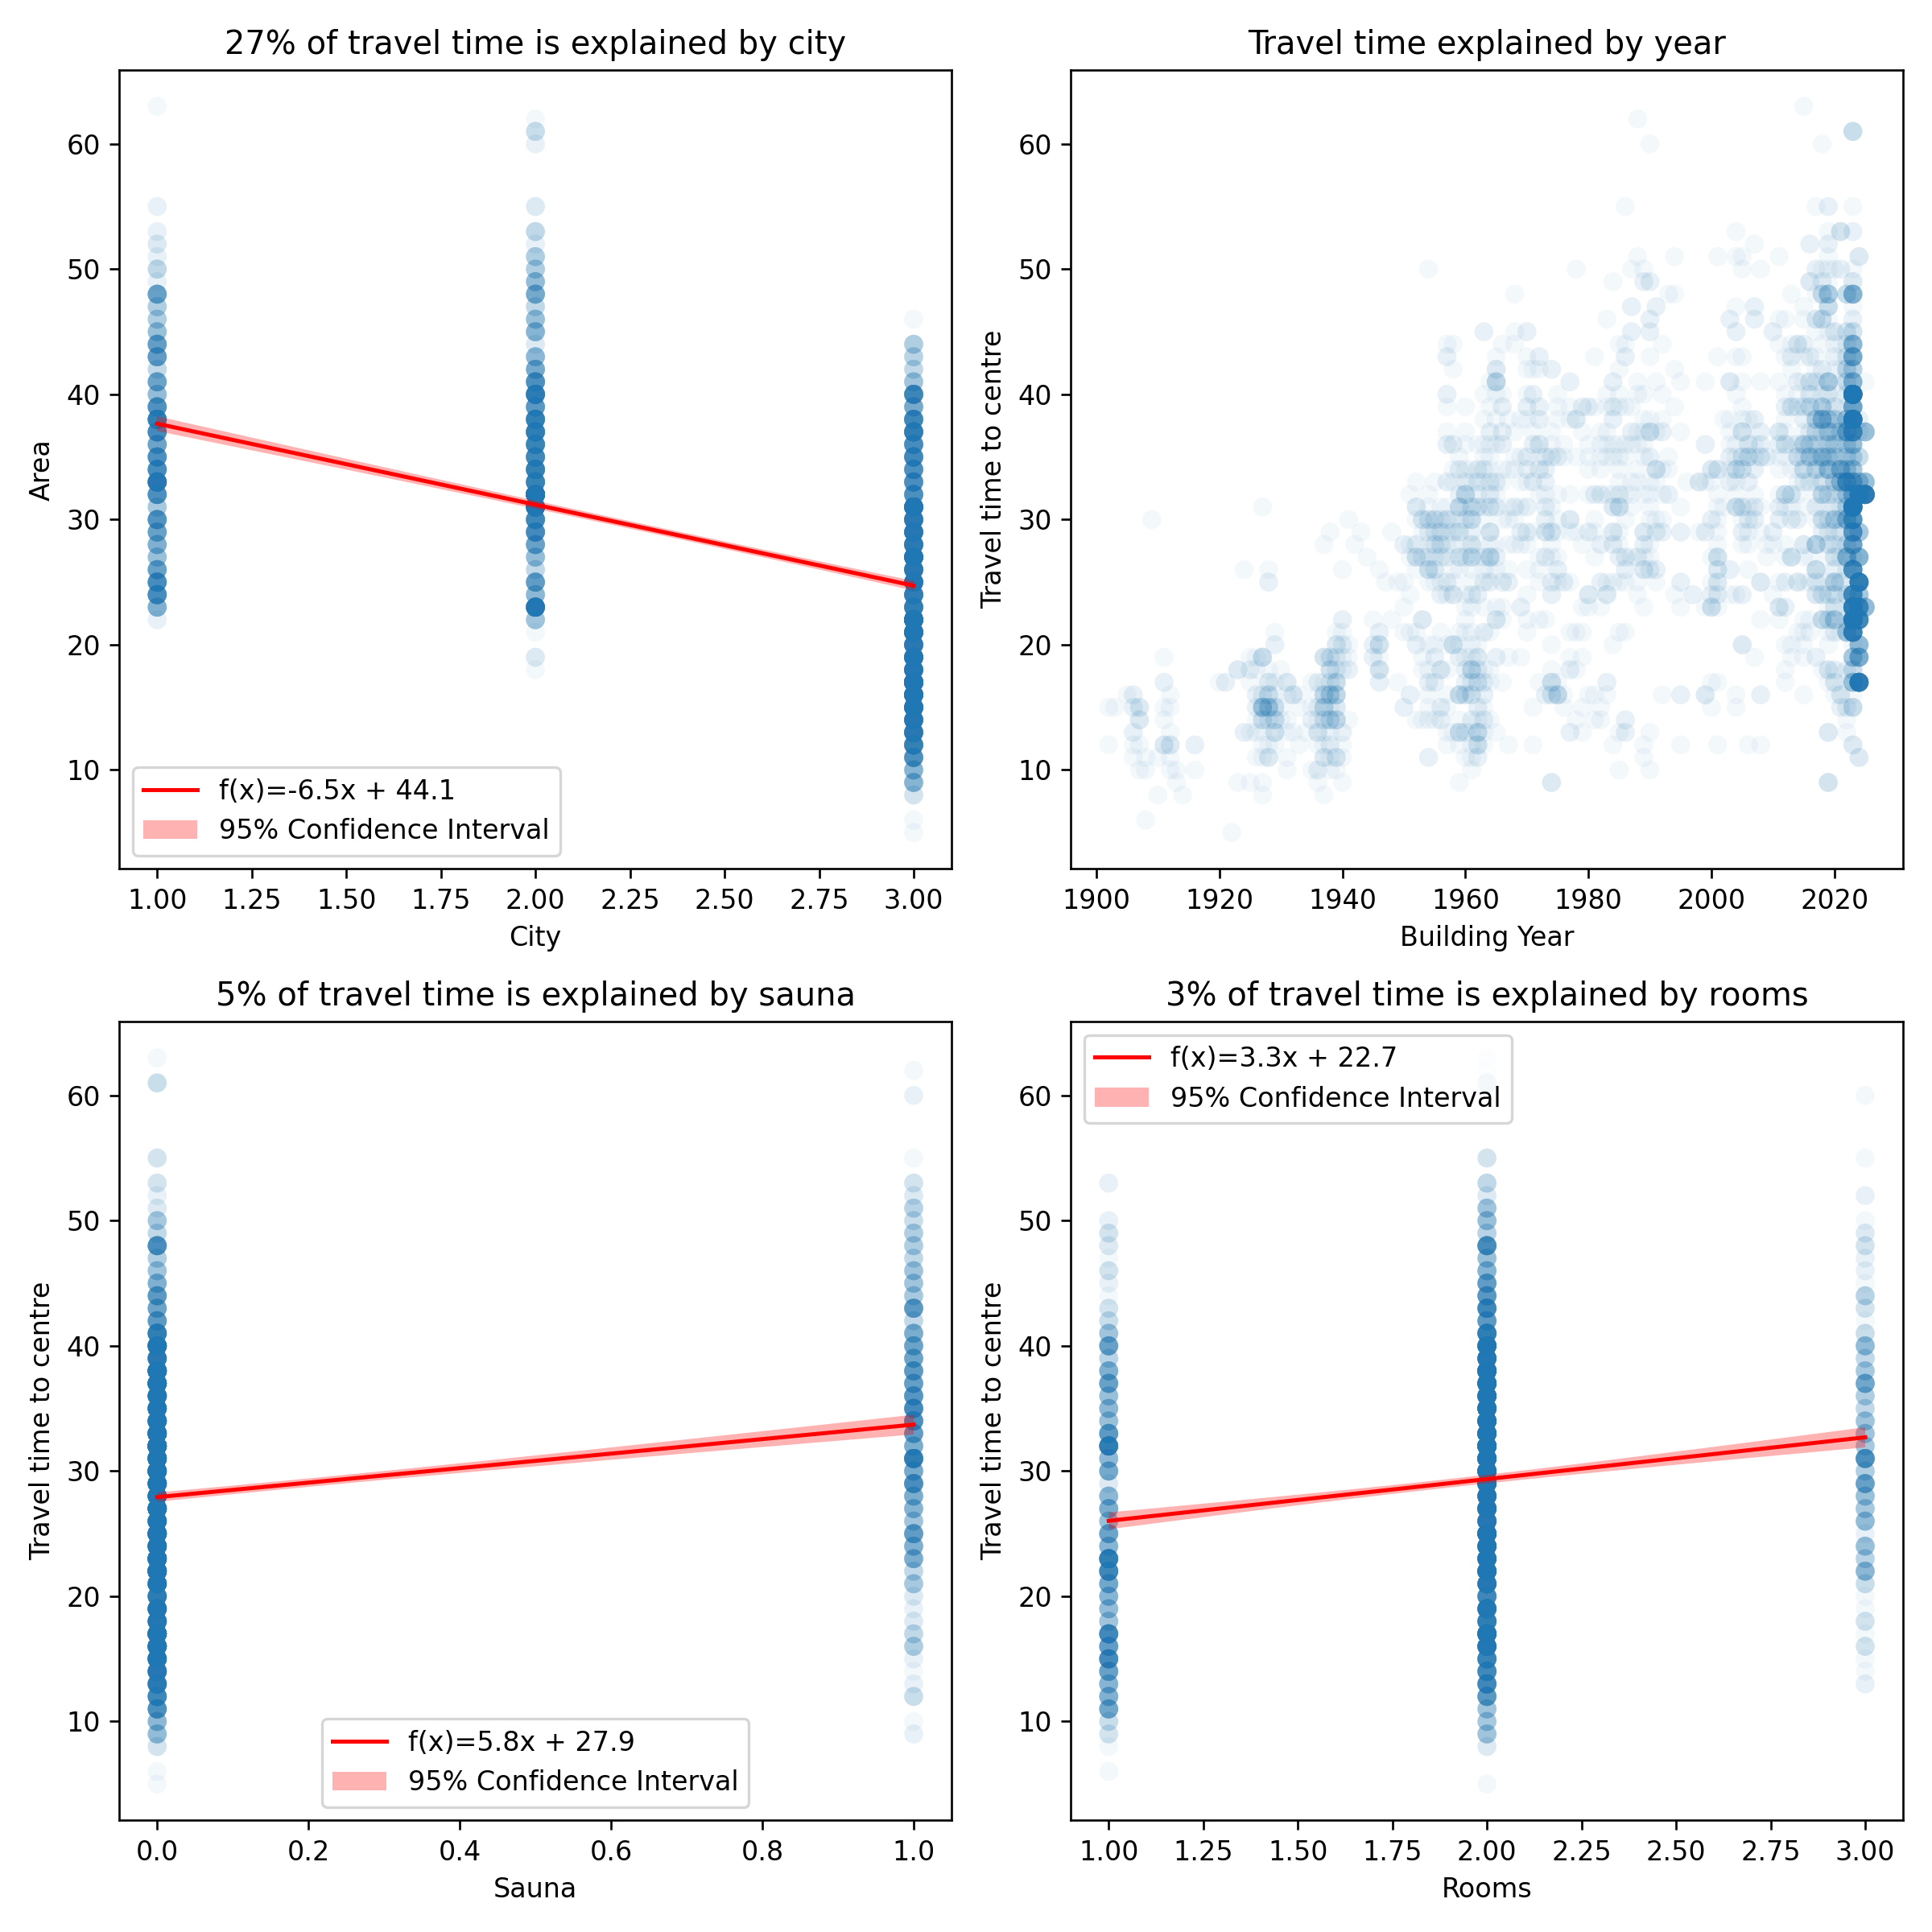 27% of travel time is explained by city
Area
60
50
40
30
20
10
f(x)=-6.5x + 44.1
95% Confidence Interval
1.00 1.25 1.50 1.75 2.00 2.25 2.50 2.75 3.00
City
Travel time explained by year
Travel time to centre
60
50
40
30
20
10
1900 1920 1940 1960 1980 2000 2020
Building Year
5% of travel time is explained by sauna
Travel time to centre
60
50
40
30
20
10
f(x)=5.8x + 27.9
95% Confidence Interval
0.0 0.2 0.4 0.6 0.8 1.0
Sauna
3% of travel time is explained by rooms
f(x)=3.3x + 22.7
95% Confidence Interval
Travel time to centre
60
50
40
30
20
10
1.00 1.25 1.50 1.75 2.00 2.25 2.50 2.75 3.00
Rooms